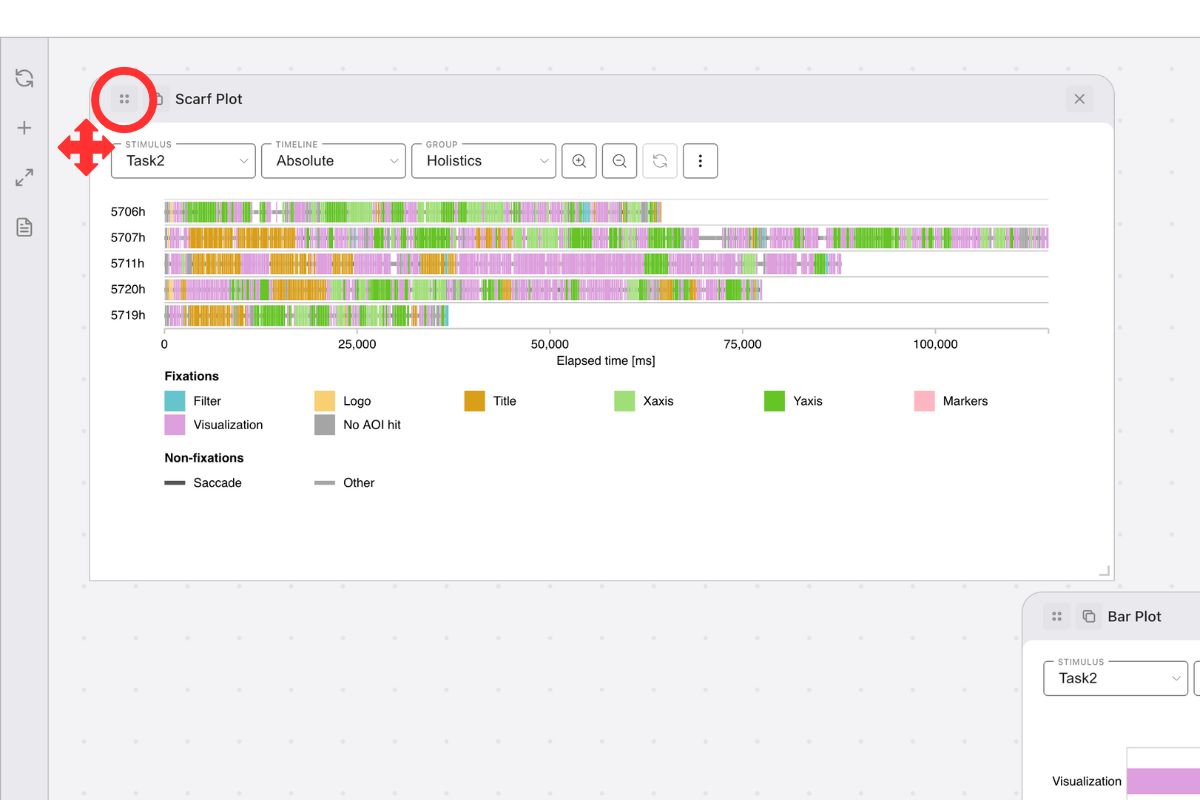 Scarf Plot
STIMULUS TIMELINE GROUP
Task2 Absolute Holistics
5706h
5707h
5711h
5720h
5719h
0 25,000 50,000 75,000 100,000
Elapsed time [ms]
Fixations
Filter Logo Title Xaxis Yaxis Markers
Visualization No AOI hit
Non-fixations
Saccade Other
Bar Plot
STIMULUS
Task2
Visualization